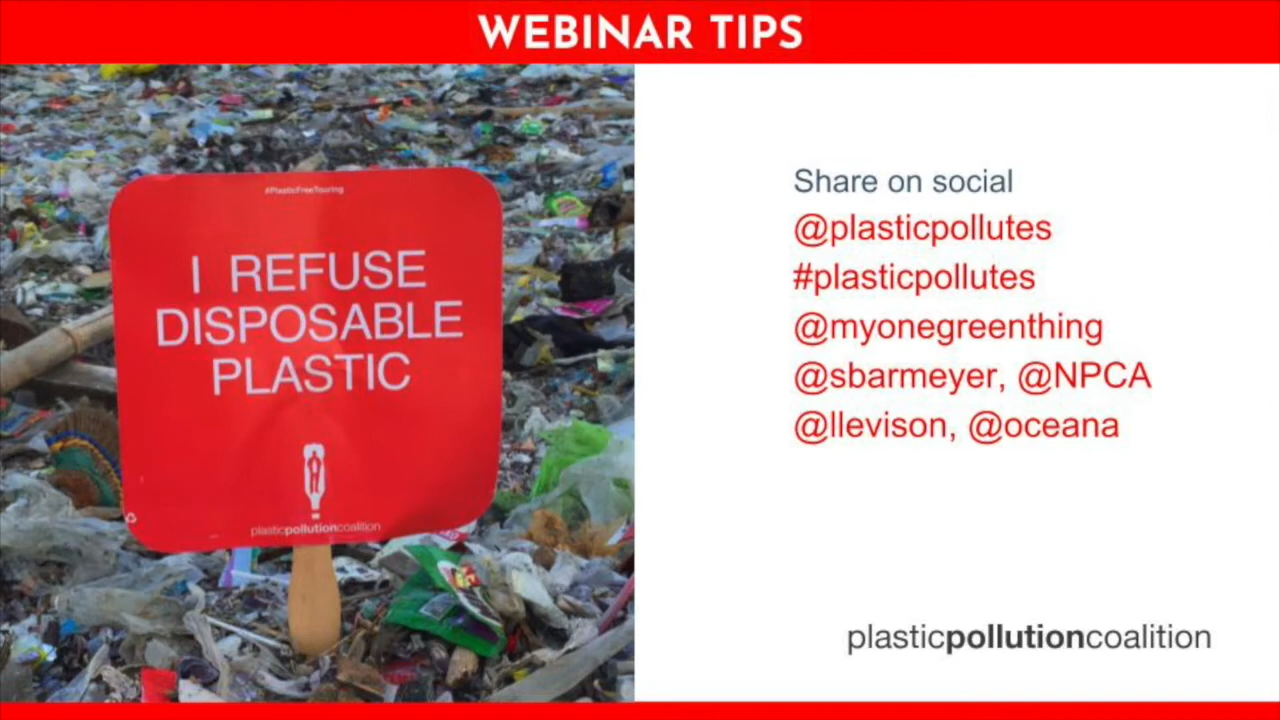 WEBINAR TIPS
#PlasticFreeTouring
I REFUSE
DISPOSABLE
PLASTIC
plasticpollutioncoalition
Share on social
@plasticpollutes
#plasticpollutes
@myonegreenthing
@sbarmeyer, @NPCA
@llevison, @oceana
plasticpollutioncoalition